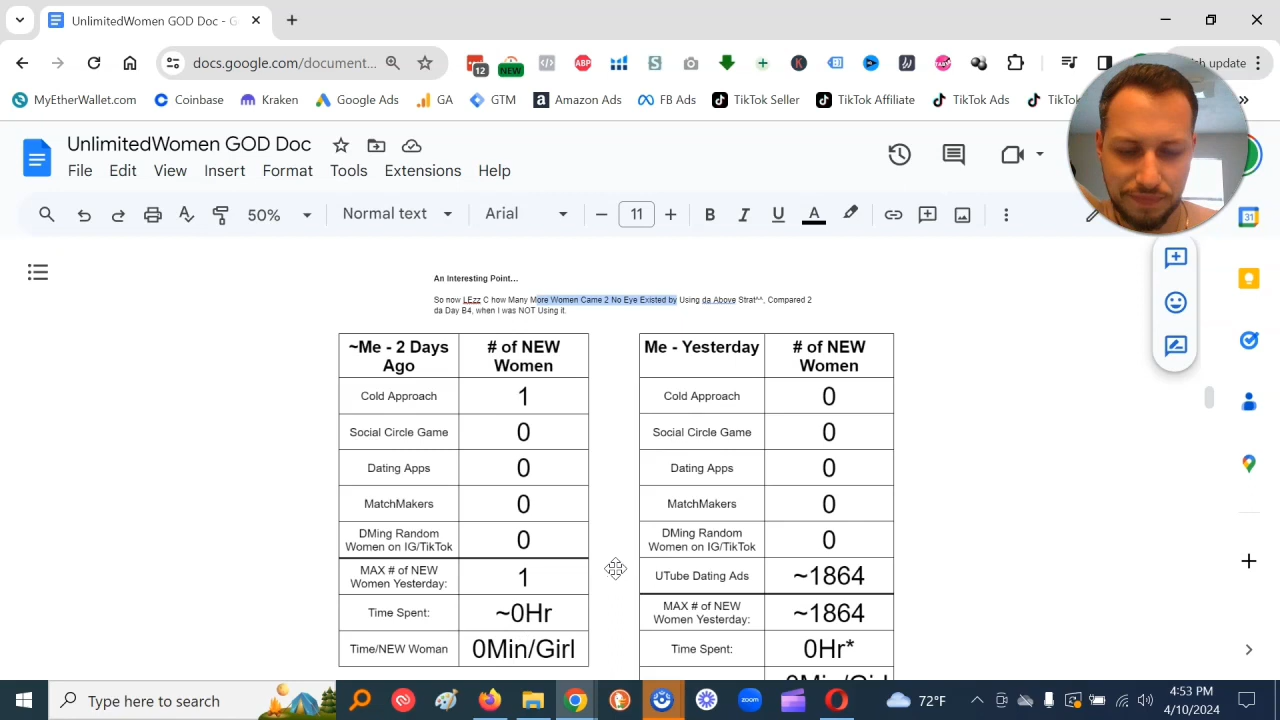 UnlimitedWomen GOD Doc - G
docs.google.com/document...
12
NEW
ABP
update
MyEtherWallet.com
Coinbase
Kraken
Google Ads
GA
GTM
Amazon Ads
FB Ads
TikTok Seller
TikTok Affiliate
TikTok Ads
TikTok
UnlimitedWomen GOD Doc
File Edit View Insert Format Tools Extensions Help
50% Normal text Arial 11 B I U A
31
An Interesting Point...
So now LEzz C how Many More Women Came 2 No Eye Existed by Using da Above Strat^^, Compared 2
da Day B4, when I was NOT Using it.
~Me - 2 Days Ago # of NEW Women
Cold Approach 1
Social Circle Game 0
Dating Apps 0
MatchMakers 0
DMing Random Women on IG/TikTok 0
MAX # of NEW Women Yesterday: 1
Time Spent: ~0Hr
Time/NEW Woman 0Min/Girl
Me - Yesterday # of NEW Women
Cold Approach 0
Social Circle Game 0
Dating Apps 0
MatchMakers 0
DMing Random Women on IG/TikTok 0
UTube Dating Ads ~1864
MAX # of NEW Women Yesterday: ~1864
Time Spent: 0Hr*
Type here to search
zoom
72°F
4:53 PM
4/10/2024